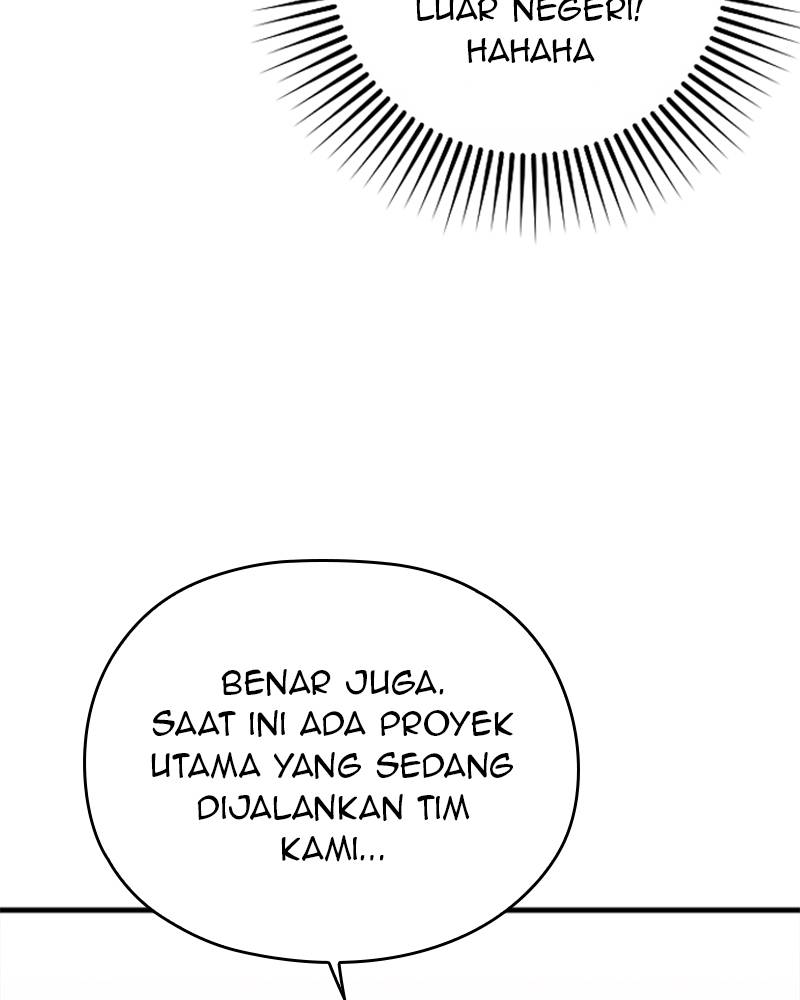 LUAR NEGERI!
HAHAHA
BENAR JUGA.
SAAT INI ADA PROYEK
UTAMA YANG SEDANG
DIJALANKAN TIM
KAMI...